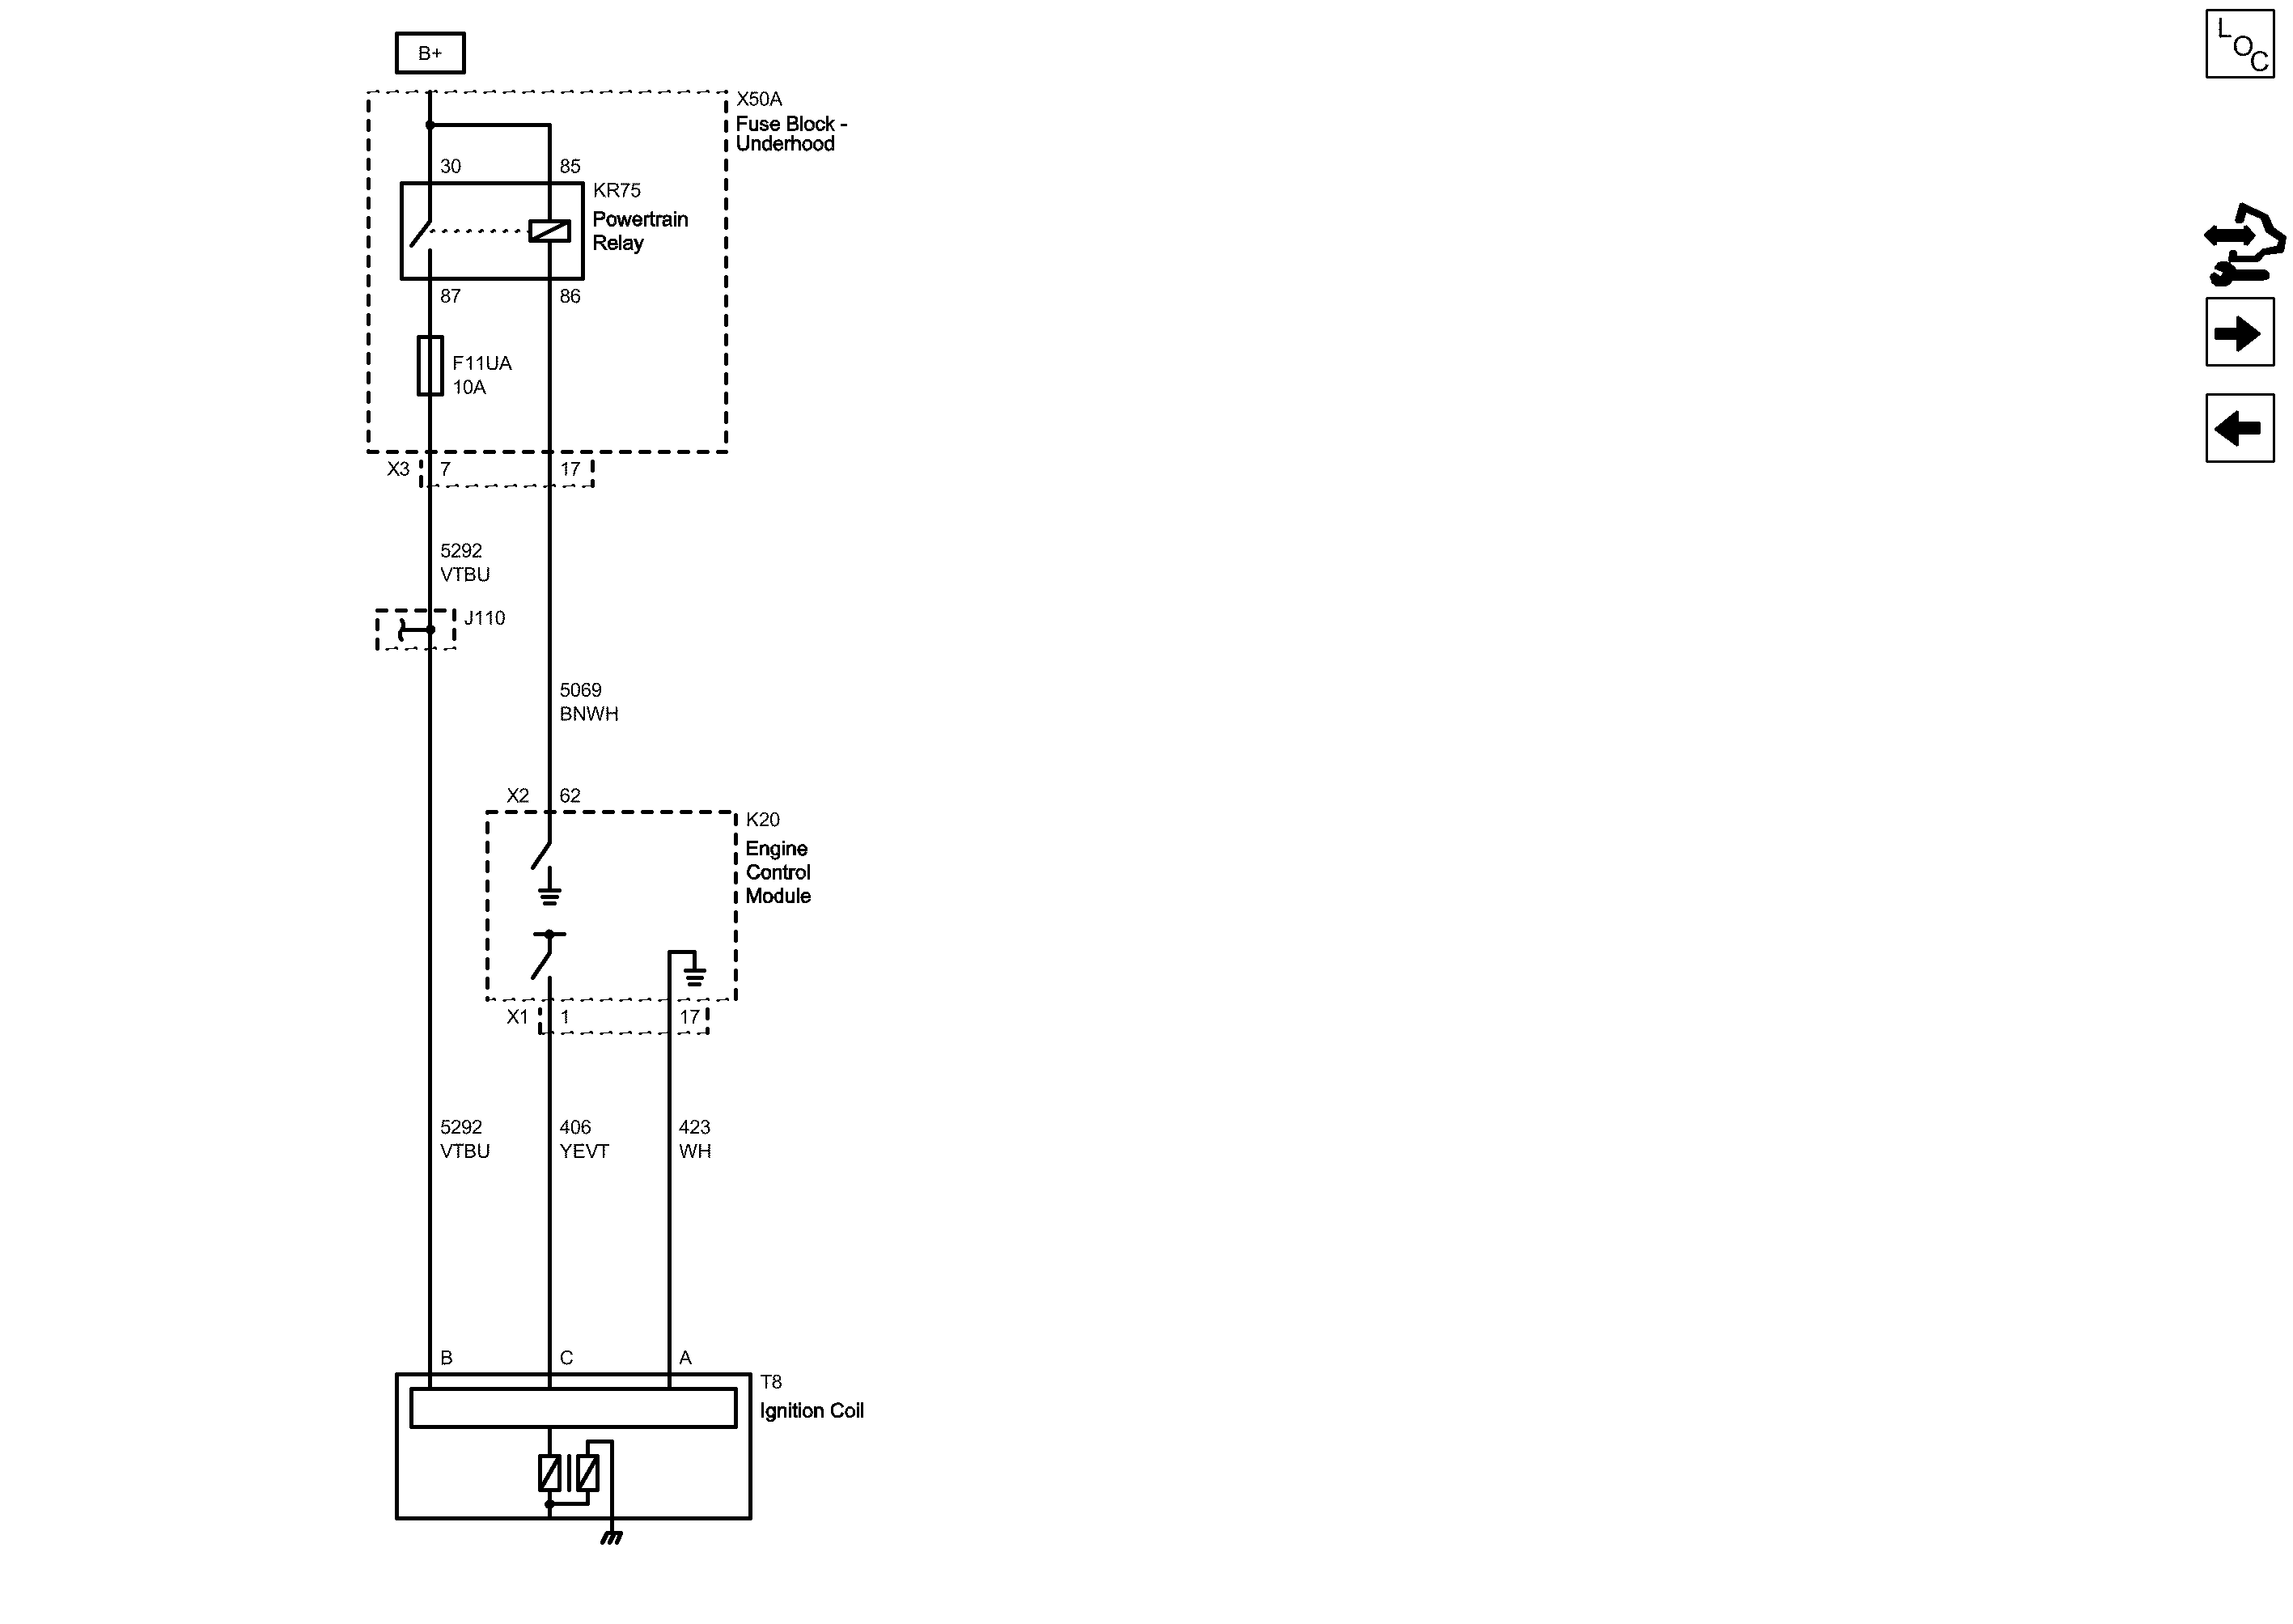 B+
LOC
X50A
Fuse Block -
Underhood
30
85
KR75
Powertrain
Relay
87
86
F11UA
10A
X3
7
17
5292
VTBU
J110
5069
BNWH
X2
62
K20
Engine
Control
Module
X1
1
17
5292
VTBU
406
YEVT
423
WH
B
C
A
T8
Ignition Coil